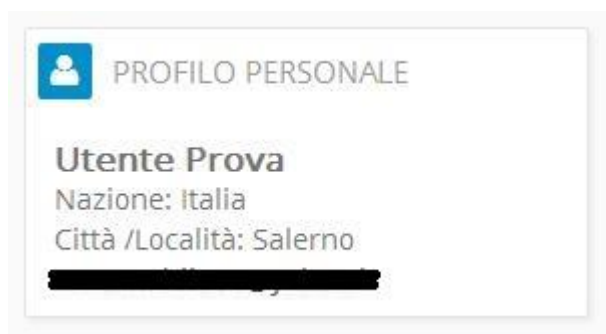 PROFILO PERSONALE
Utente Prova
Nazione: Italia
Città /Località: Salerno